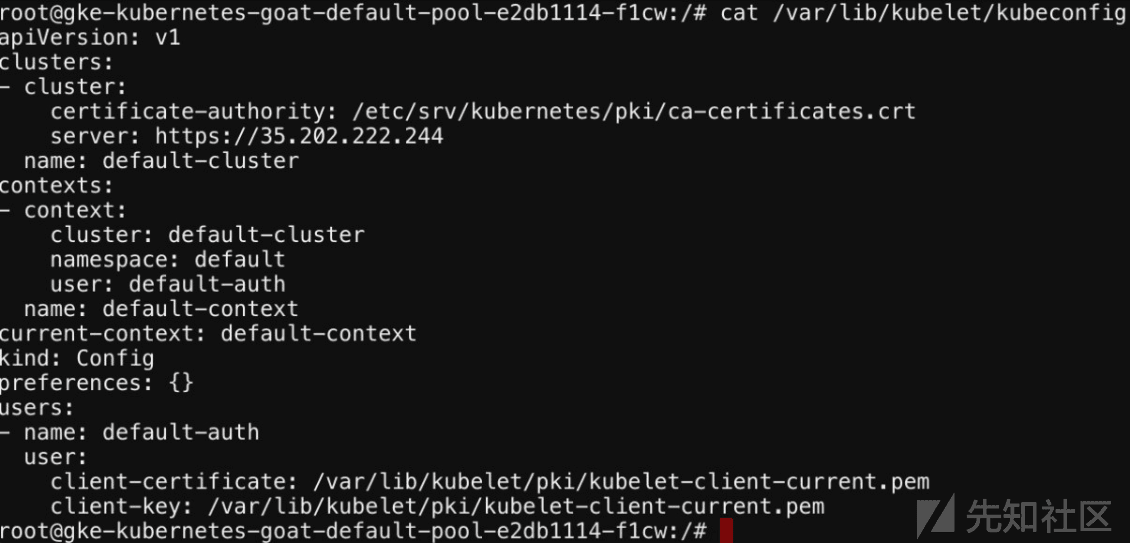 root@gke-kubernetes-goat-default-pool-e2db1114-f1cw:/# cat /var/lib/kubelet/kubeconfig
apiVersion: v1
clusters:
- cluster:
    certificate-authority: /etc/srv/kubernetes/pki/ca-certificates.crt
    server: https://35.202.222.244
  name: default-cluster
contexts:
- context:
    cluster: default-cluster
    namespace: default
    user: default-auth
  name: default-context
current-context: default-context
kind: Config
preferences: {}
users:
- name: default-auth
  user:
    client-certificate: /var/lib/kubelet/pki/kubelet-client-current.pem
    client-key: /var/lib/kubelet/pki/kubelet-client-current.pem
root@gke-kubernetes-goat-default-pool-e2db1114-f1cw:/#
先知社区